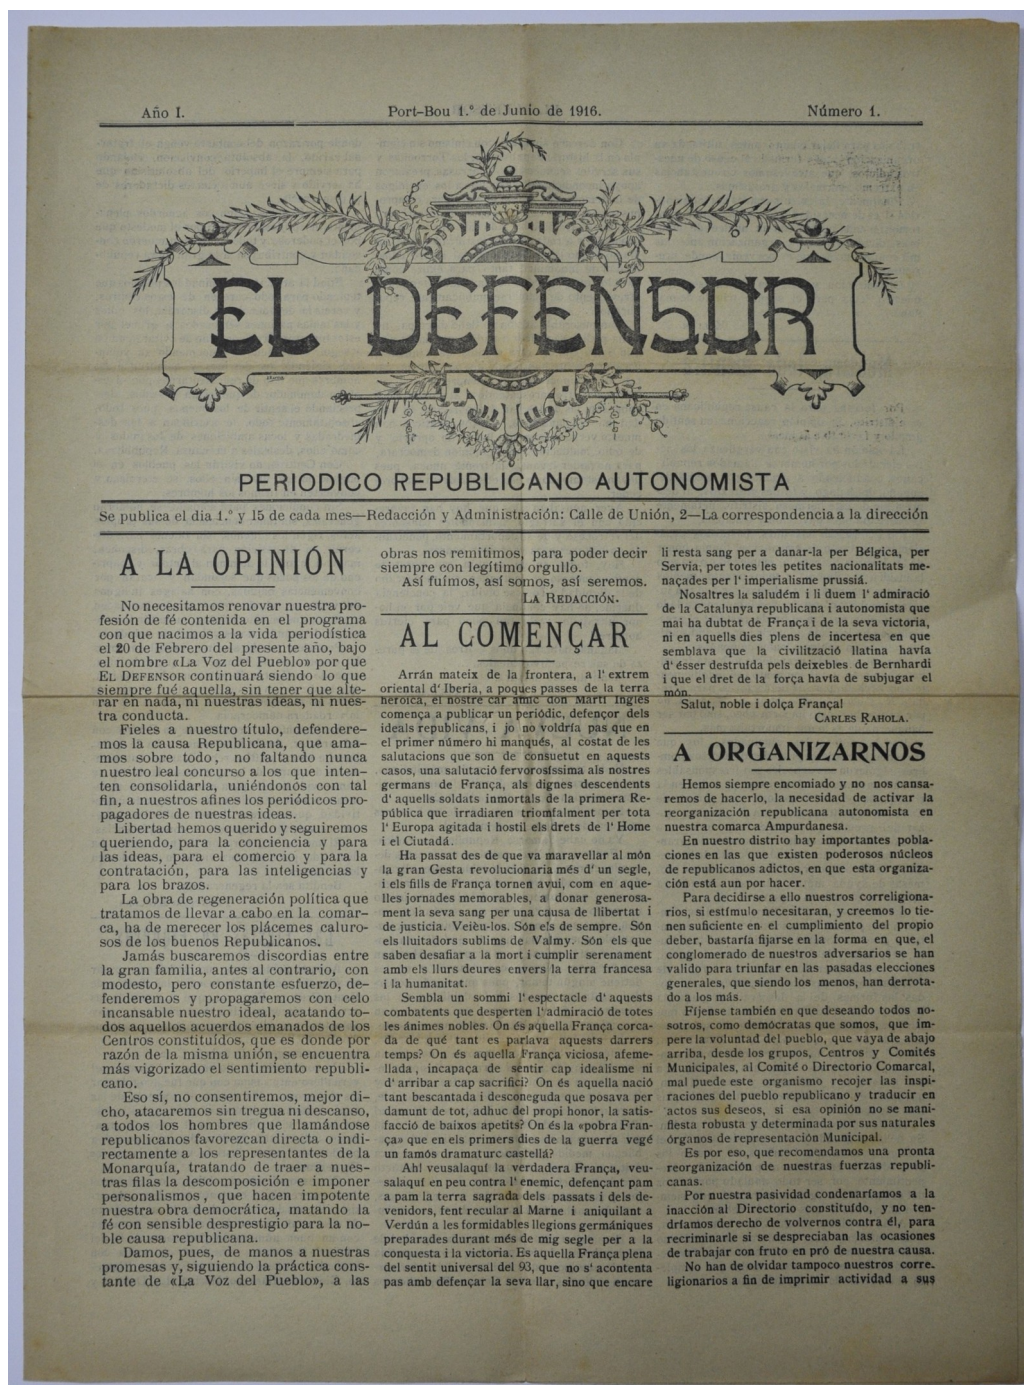 Año I.
Port-Bou 1.º de Junio de 1916.
Número 1.
EL DEFENSOR
PERIODICO REPUBLICANO AUTONOMISTA
Se publica el dia 1.º y 15 de cada mes—Redacción y Administración: Calle de Unión, 2—La correspondencia a la dirección
A LA OPINIÓN
No necesitamos renovar nuestra pro-
fesión de fé contenida en el programa
con que nacimos a la vida periodística
el 20 de Febrero del presente año, bajo
el nombre «La Voz del Pueblo» por que
EL DEFENSOR continuará siendo lo que
siempre fué aquella, sin tener que alte-
rar en nada, ni nuestras ideas, ni nues-
tra conducta.
Fieles a nuestro título, defendere-
mos la causa Republicana, que ama-
mos sobre todo, no faltando nunca
nuestro leal concurso a los que inten-
ten consolidarla, uniéndonós con tal
fin, a nuestros afines los periódicos pro-
pagadores de nuestras ideas.
Libertad hemos querido y seguiremos
queriendo, para la conciencia y para
las ideas, para el comercio y para la
contratación, para las inteligencias y
para los brazos.
La obra de regeneración política que
tratamos de llevar a cabo en la comar-
ca, ha de merecer los plácemes caluro-
sos de los buenos Republicanos.
Jamás buscaremos discordias entre
la gran familia, antes al contrario, con
modesto, pero constante esfuerzo, de-
fenderemos y propagaremos con celo
incansable nuestro ideal, acatando to-
dos aquellos acuerdos emanados de los
Centros constituídos, que es donde por
razón de la misma unión, se encuentra
más vigorizado el sentimiento republi-
cano.
Eso sí, no consentiremos, mejor di-
cho, atacaremos sin tregua ni descanso,
a todos los hombres que llamándose
republicanos favorezcan directa o indi-
rectamente a los representantes de la
Monarquía, tratando de traer a nues-
tras filas la descomposición e imponer
personalismos, que hacen impotente
nuestra obra democrática, matando la
fé con sensible desprestigio para la no-
ble causa republicana.
Damos, pues, de manos a nuestras
promesas y, siguiendo la práctica cons-
tante de «La Voz del Pueblo», a las
obras nos remitimos, para poder decir
siempre con legítimo orgullo.
Así fuímos, así somos, así seremos.
LA REDACCIÓN.
AL COMENÇAR
Arrán mateix de la frontera, a l' extrem
oriental d' Iberia, a poques passes de la terra
heroica, el nostre car amic don Martí Inglés
comença a publicar un periódic, defençor dels
ideals republicans, i jo no voldría pas que en
el primer número hi manqués, al costat de les
salutacions que son de consuetut en aquests
casos, una salutació fervorosíssima als nostres
germans de França, als dignes descendents
d' aquells soldats inmortals de la primera Re-
pública que irradiaren triomfalment per tota
l' Europa agitada i hostil els drets de l' Home
i el Ciutadá.
Ha passat des de que va maravellar al món
la gran Gesta revolucionaria més d' un segle,
i els fills de França tornen avui, com en aque-
lles jornades memorables, a donar generosa-
ment la seva sang per una causa de llibertat i
de justicia. Veièu-los. Són els de sempre. Són
els lluitadors sublims de Valmy. Són els que
saben desafiar a la mort i cumplir serenament
amb els llurs deures envers la terra francesa
i la humanitat.
Sembla un sommi l' espectacle d' aquests
combatents que desperten l'admiració de totes
les ánimes nobles. On és aquella França corca-
da de qué tant es parlava aquests darrers
temps? On és aquella França viciosa, afeme-
llada, incapaça de sentir cap idealisme ni
d' arribar a cap sacrifici? On és aquella nació
tant bescantada i desconeguda que posava per
damunt de tot, adhuc del propi honor, la satis-
facció de baixos apetits? On és la «pobra Fran-
ça» que en els primers dies de la guerra vegé
un famós dramaturc castellá?
Ah! veusalaquí la verdadera França, veu-
salaquí en peu contra l' enemic, defençant pam
a pam la terra sagrada dels passats i dels de-
venidors, fent recular al Marne i aniquilant a
Verdún a les formidables llegions germániques
preparades durant més de mig segle per a la
conquesta i la victoria. Es aquella França plena
del sentit universal del 93, que no s' acontenta
pas amb defençar la seva llar, sino que encare
li resta sang per a danar-la per Bélgica, per
Servia, per totes les petites nacionalitats me-
naçades per l' imperialisme prussiá.
Nosaltres la saludém i li duem l' admiració
de la Catalunya republicana i autonomista que
mai ha dubtat de França i de la seva victoria,
ni en aquells dies plens de incertesa en que
semblava que la civilització llatina havía
d' ésser destruída pels deixebles de Bernhardi
i que el dret de la força havía de subjugar el
món.
Salut, noble i dolça França!
CARLES RAHOLA.
A ORGANIZARNOS
Hemos siempre encomiado y no nos cansa-
remos de hacerlo, la necesidad de activar la
reorganización republicana autonomista en
nuestra comarca Ampurdanesa.
En nuestro distrito hay importantes pobla-
ciones en las que existen poderosos núcleos
de republicanos adictos, en que esta organiza-
ción está aun por hacer.
Para decidirse a ello nuestros correligiona-
rios, si estímulo necesitaran, y creemos lo tie-
nen suficiente en el cumplimiento del propio
deber, bastaría fijarse en la forma en que, el
conglomerado de nuestros adversarios se han
valido para triunfar en las pasadas elecciones
generales, que siendo los menos, han derrota-
do a los más.
Fíjense también en que deseando todos no-
sotros, como demócratas que somos, que im-
pere la voluntad del pueblo, que vaya de abajo
arriba, desde los grupos, Centros y Comités
Municipales, al Comité o Directorio Comarcal,
mal puede este organismo recojer las inspi-
raciones del pueblo republicano y traducir en
actos sus deseos, si esa opinión no se mani-
fiesta robusta y determinada por sus naturales
órganos de representación Municipal.
Es por eso, que recomendamos una pronta
reorganización de nuestras fuerzas republi-
canas.
Por nuestra pasividad condenaríamos a la
inacción al Directorio constituído, y no ten-
dríamos derecho de volvernos contra él, para
recriminarle si se despreciaban las ocasiones
de trabajar con fruto en pró de nuestra causa.
No han de olvidar tampoco nuestros corre-
ligionarios a fin de imprimir actividad a sus